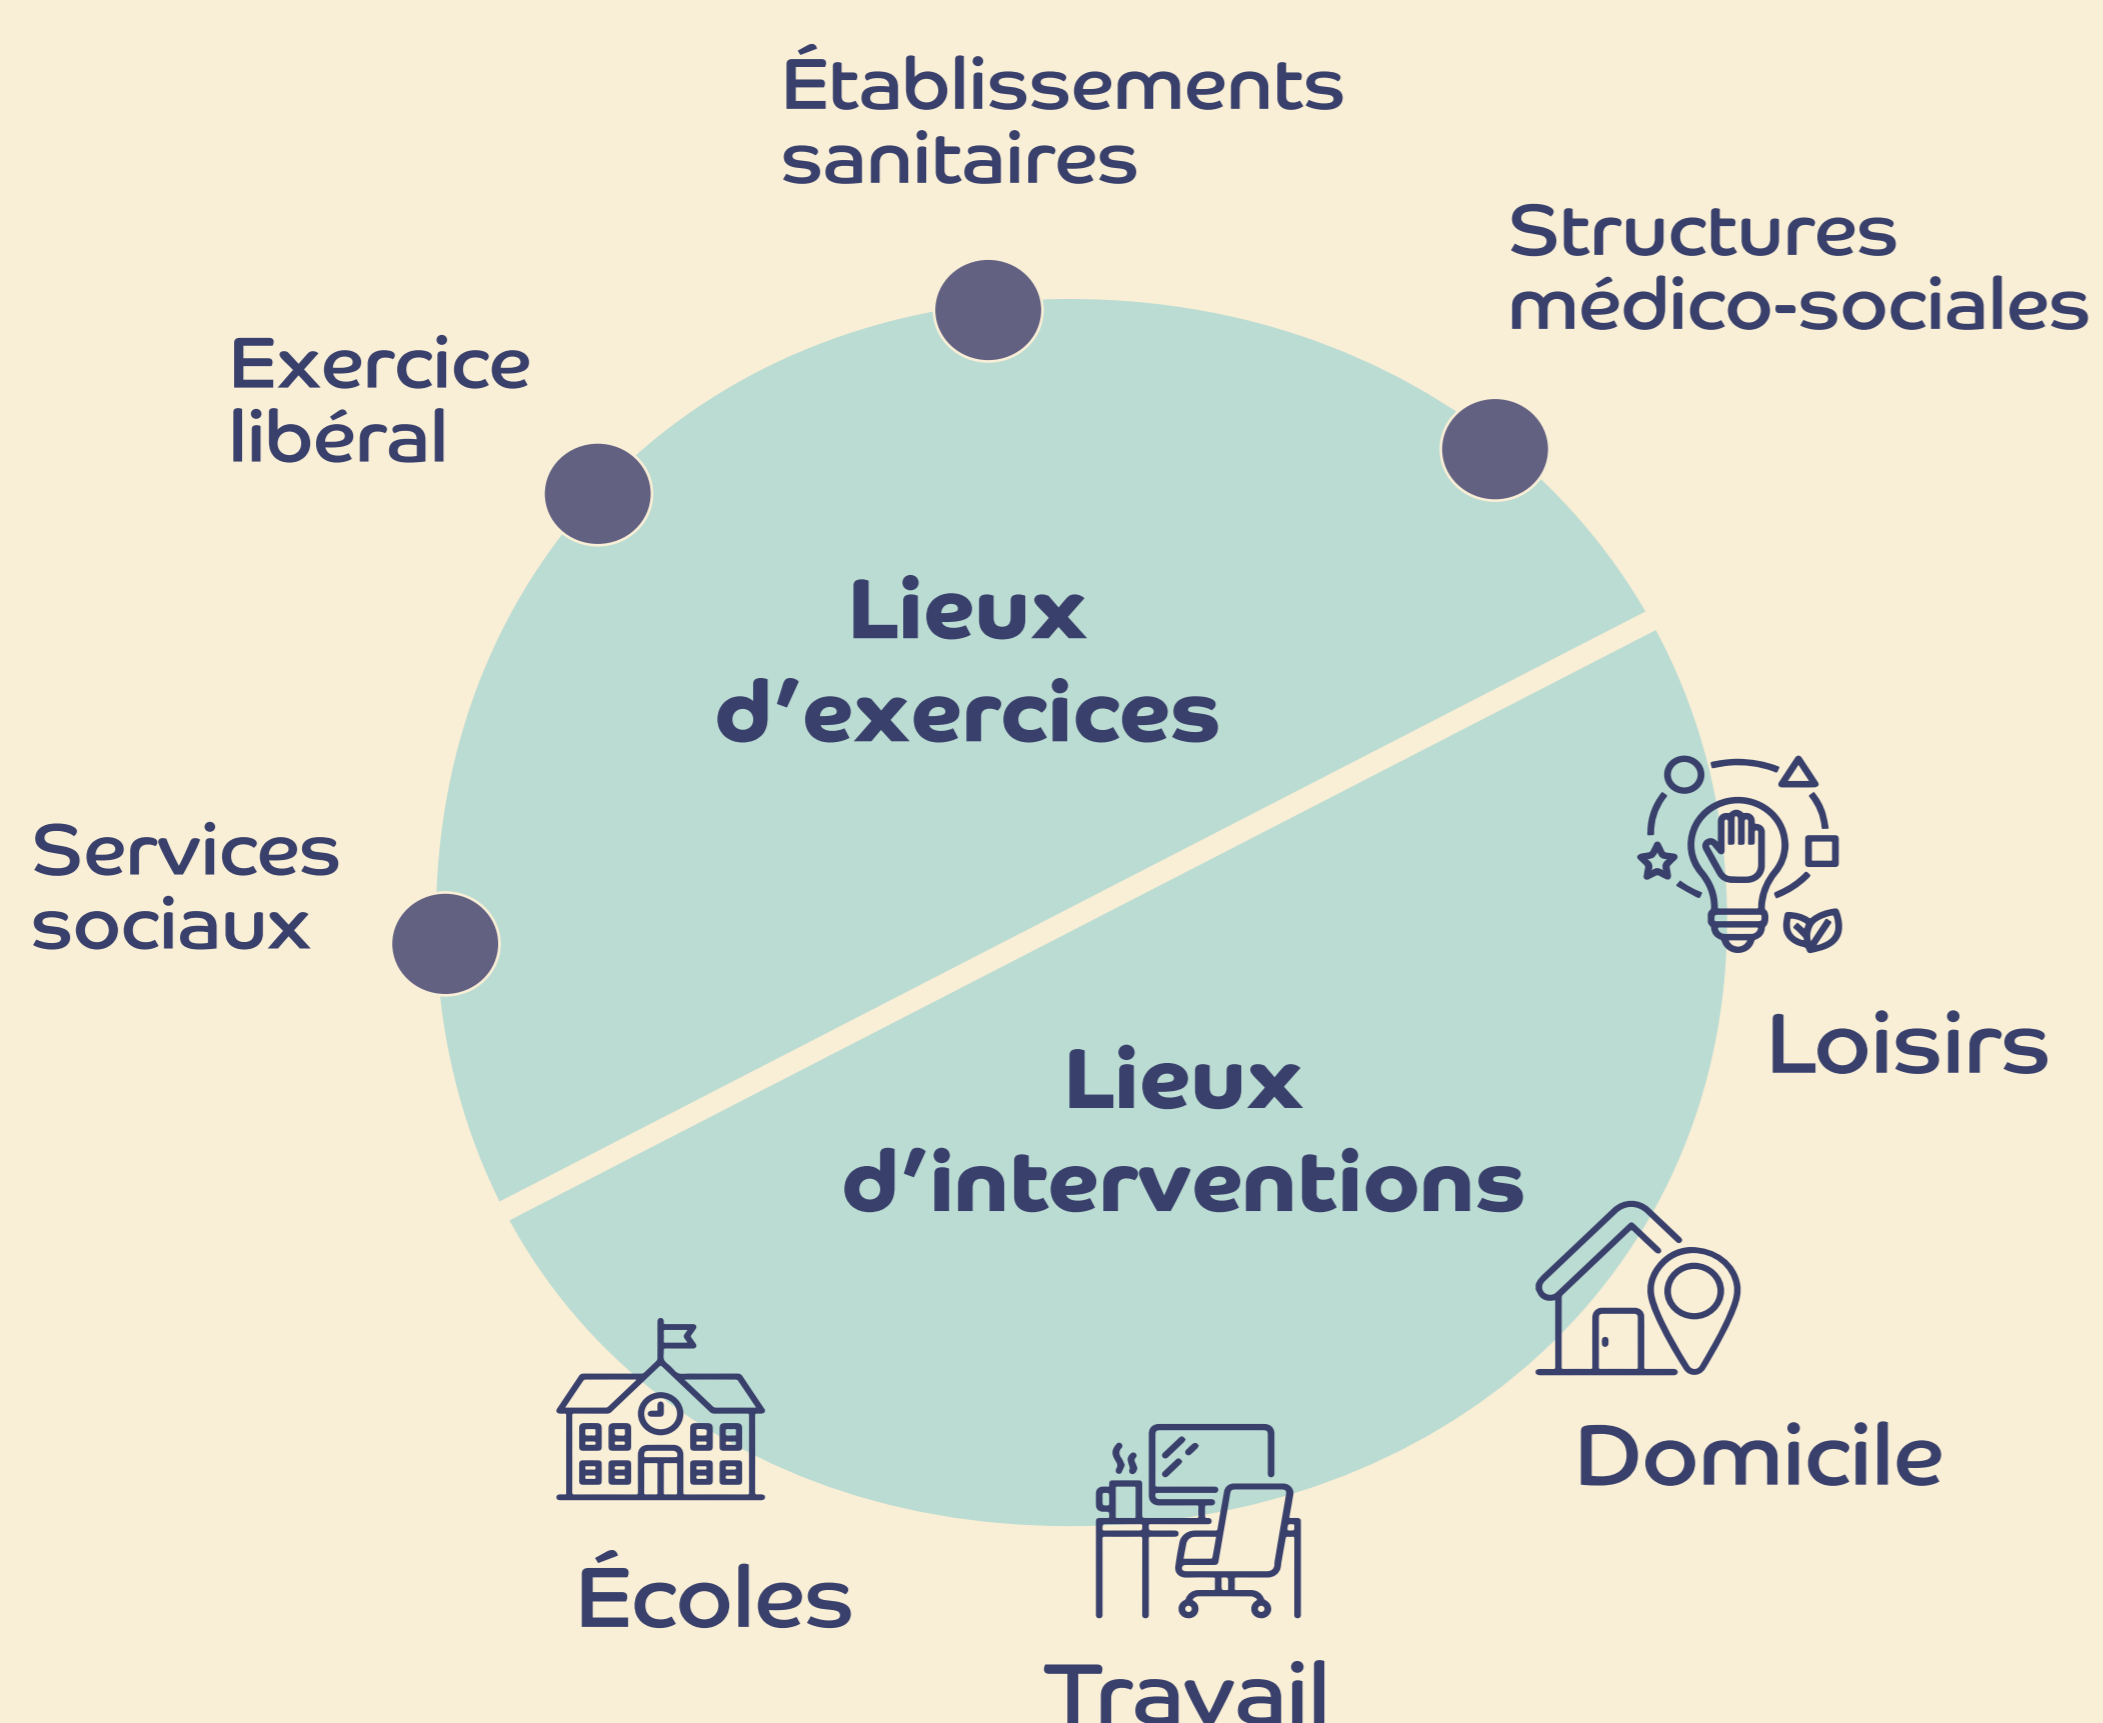 Établissements
sanitaires
Structures
médico-sociales
Exercice
libéral
Lieux
d'exercices
Services
sociaux
Loisirs
Lieux
d'interventions
Domicile
Écoles
Travail